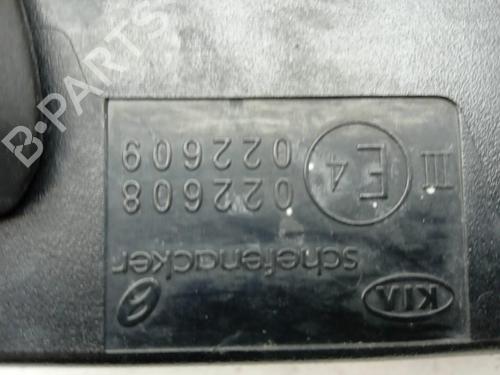 KIA
Schefenacker
III E4 022608
022609
B-PARTS